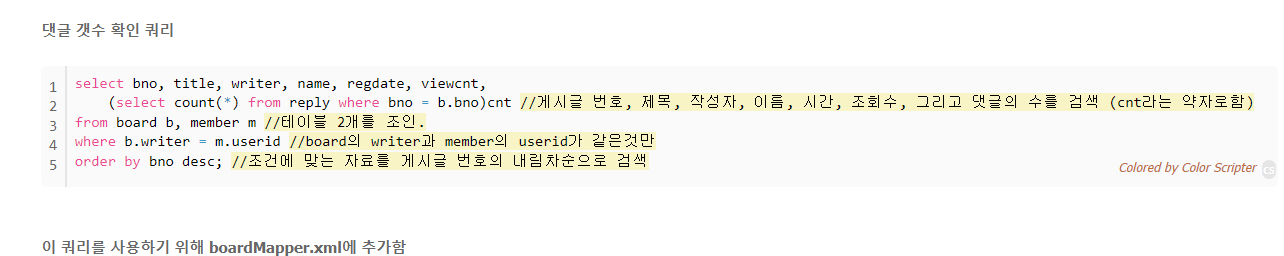 댓글 갯수 확인 쿼리
1 select bno, title, writer, name, regdate, viewcnt,
2 (select count(*) from reply where bno = b.bno)cnt //게시글 번호, 제목, 작성자, 이름, 시간, 조회수, 그리고 댓글의 수를 검색 (cnt라는 약자로함)
3 from board b, member m //테이블 2개를 조인.
4 where b.writer = m.userid //board의 writer과 member의 userid가 같은것만
5 order by bno desc; //조건에 맞는 자료를 게시글 번호의 내림차순으로 검색
Colored by Color Scripter CS
이 쿼리를 사용하기 위해 boardMapper.xml에 추가함